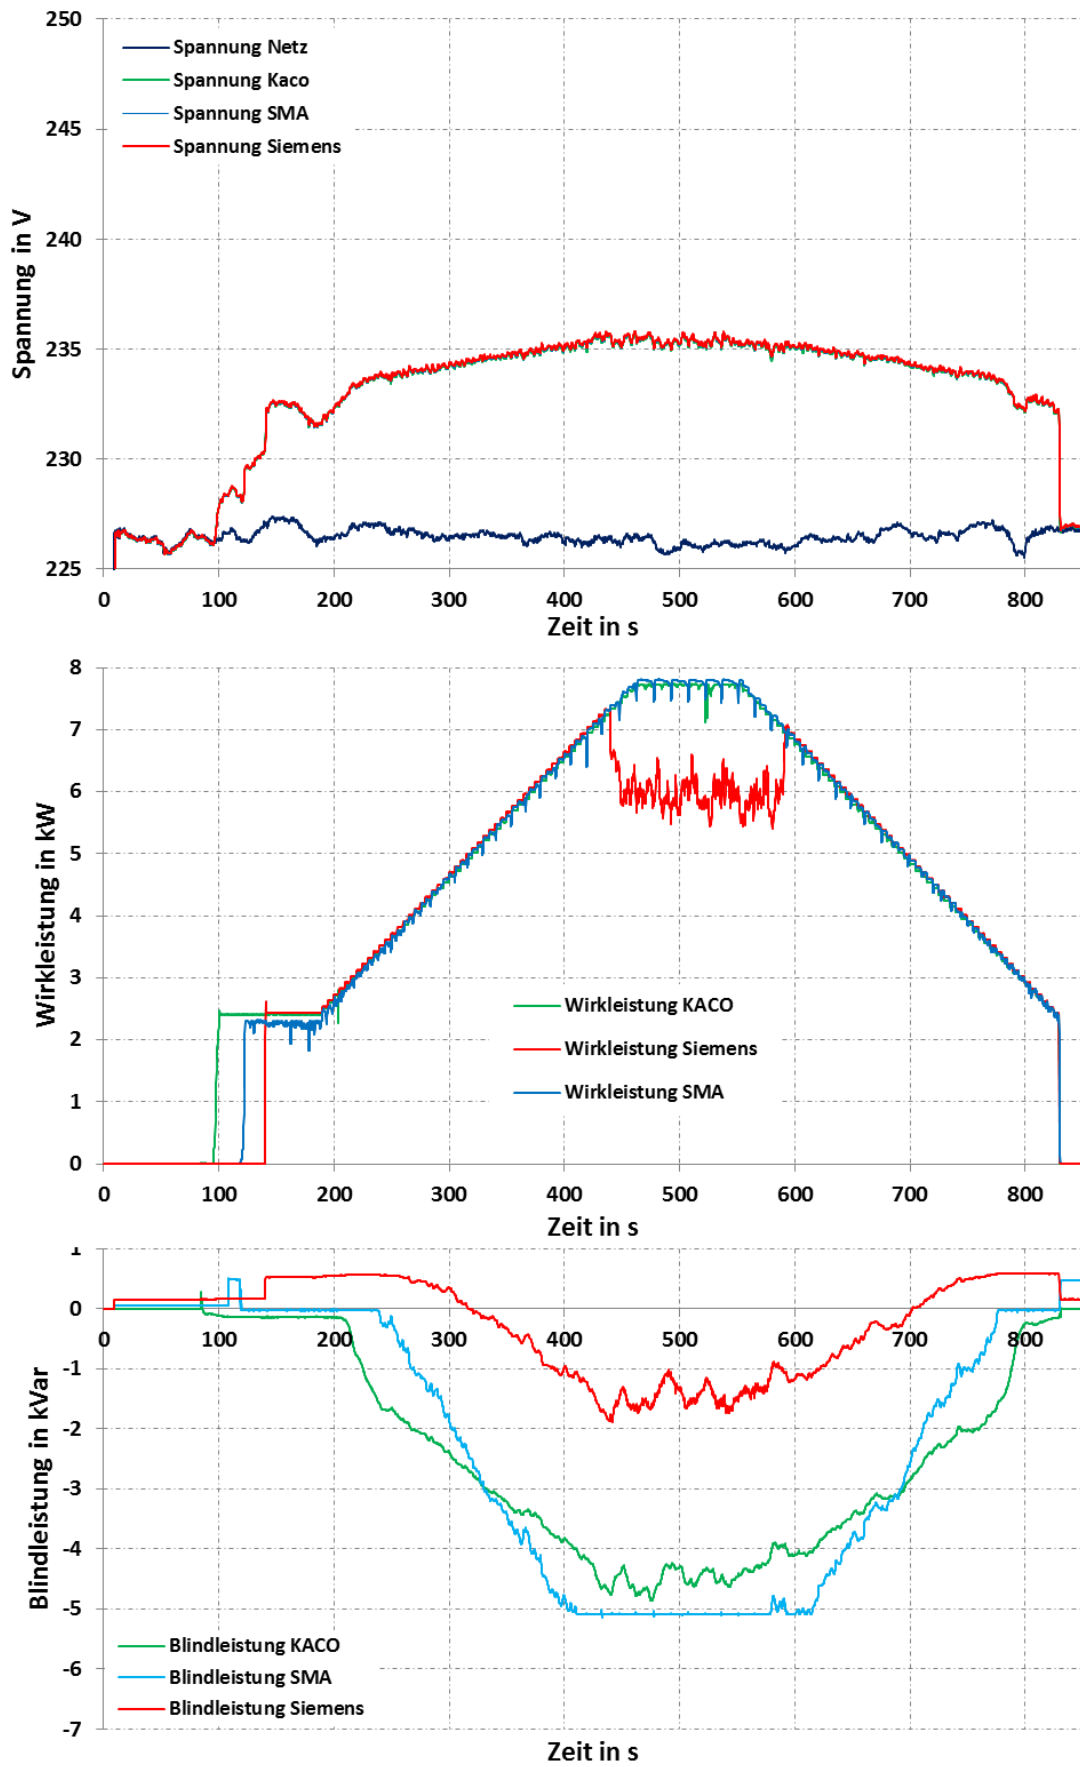 250
245
240
235
230
225
Spannung in V
Spannung Netz
Spannung Kaco
Spannung SMA
Spannung Siemens
0 100 200 300 400 500 600 700 800
Zeit in s
8
7
6
5
4
3
2
1
0
Wirkleistung in kW
Wirkleistung KACO
Wirkleistung Siemens
Wirkleistung SMA
0 100 200 300 400 500 600 700 800
Zeit in s
1
0
-1
-2
-3
-4
-5
-6
-7
Blindleistung in kVar
0 100 200 300 400 500 600 700 800
Blindleistung KACO
Blindleistung SMA
Blindleistung Siemens
Zeit in s